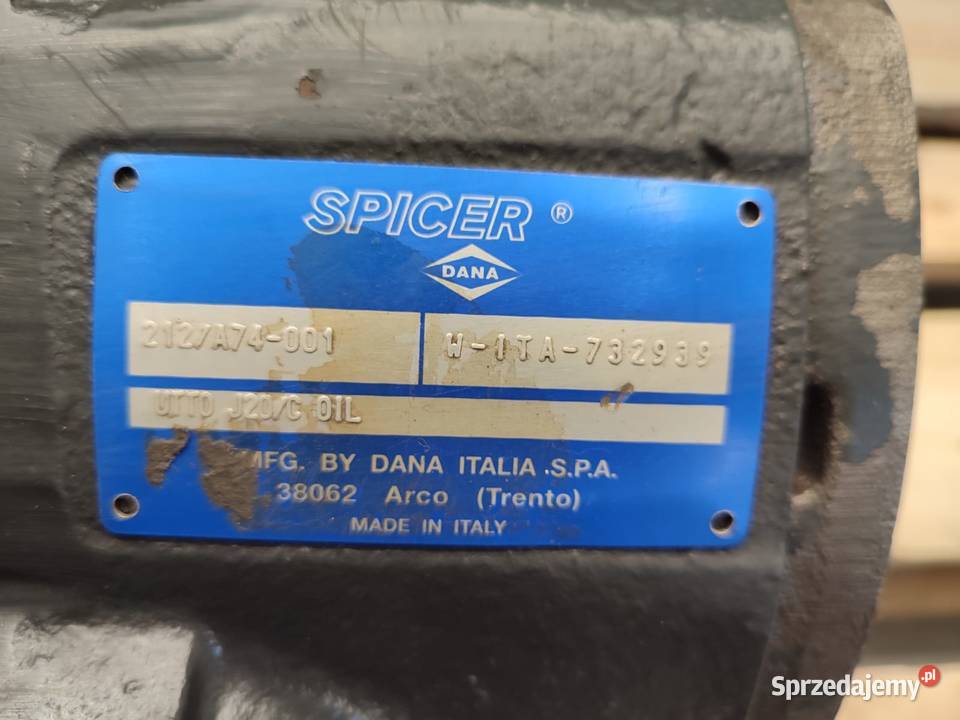 SPICER ®
DANA
212/A74-001
W-ITA-732939
UTTO J20/C OIL
MFG. BY DANA ITALIA S.P.A.
38062 Arco (Trento)
MADE IN ITALY
Sprzedajemy.pl